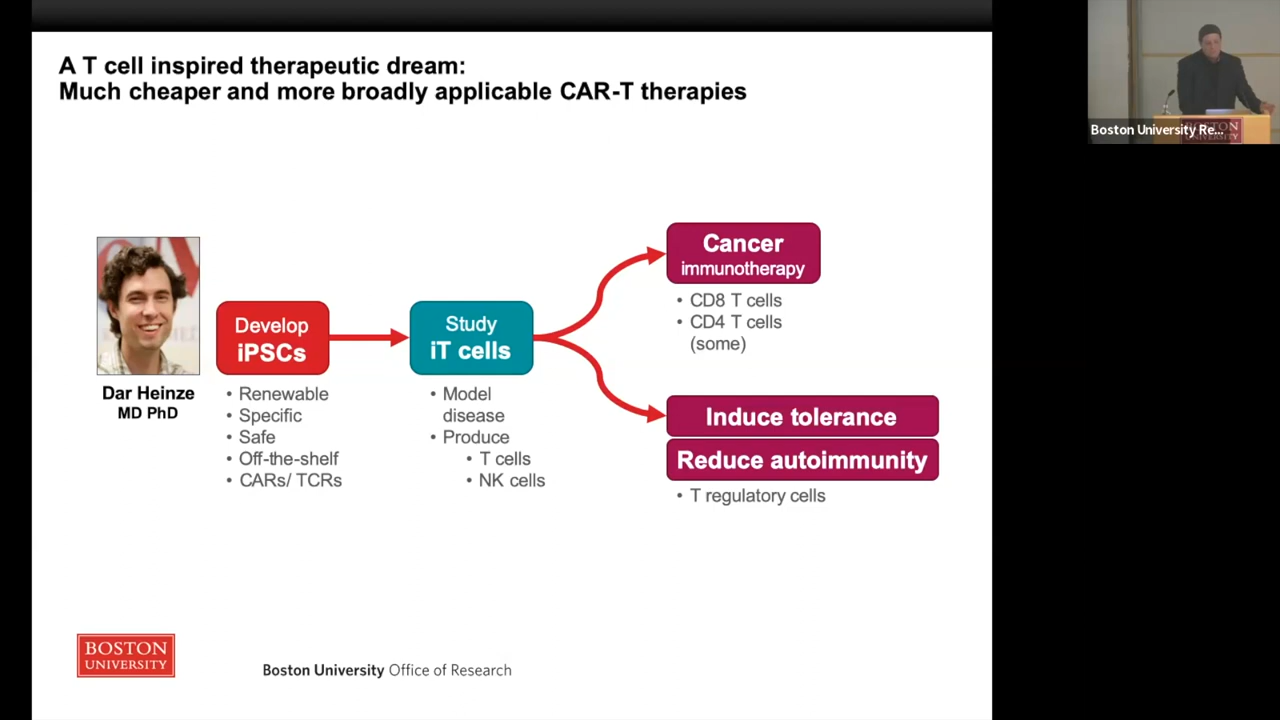 A T cell inspired therapeutic dream:
Much cheaper and more broadly applicable CAR-T therapies
Dar Heinze
MD PhD
Develop
iPSCs
• Renewable
• Specific
• Safe
• Off-the-shelf
• CARs/ TCRs
Study
iT cells
• Model
disease
• Produce
• T cells
• NK cells
Cancer
immunotherapy
• CD8 T cells
• CD4 T cells
(some)
Induce tolerance
Reduce autoimmunity
• T regulatory cells
BOSTON
UNIVERSITY
Boston University Office of Research
Boston University Re...
BOSTON
UNIVERSITY